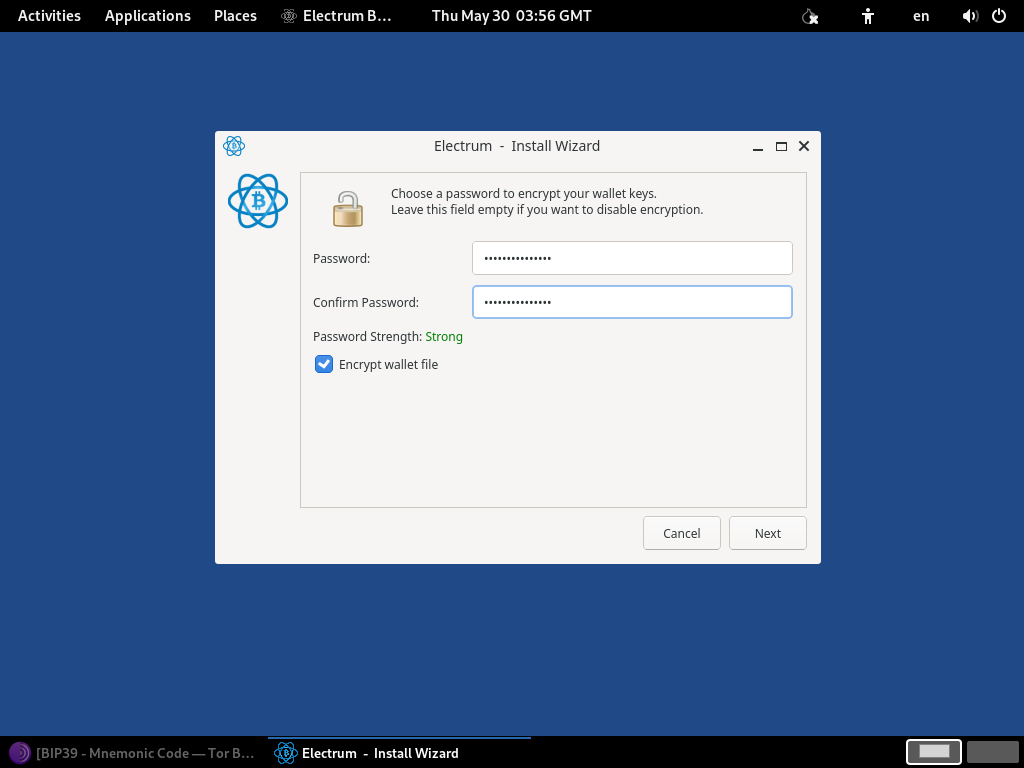 Activities Applications Places Electrum B… Thu May 30 03:56 GMT en
Electrum - Install Wizard
Choose a password to encrypt your wallet keys.
Leave this field empty if you want to disable encryption.
Password: •••••••••••••••
Confirm Password: •••••••••••••••
Password Strength: Strong
Encrypt wallet file
Cancel Next
[BIP39 - Mnemonic Code — Tor B… Electrum - Install Wizard